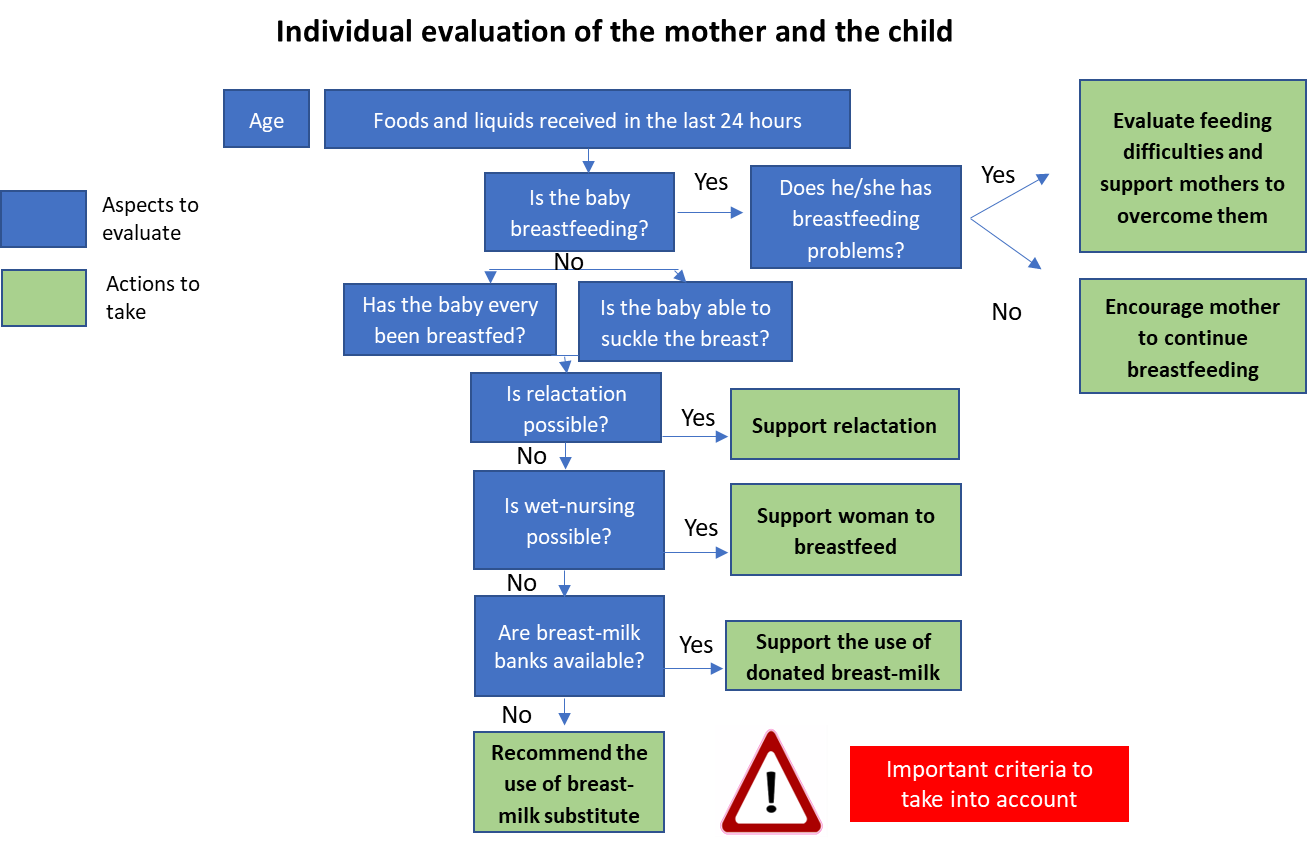 Individual evaluation of the mother and the child
Age
Foods and liquids received in the last 24 hours
Aspects to
evaluate
Actions to
take
Is the baby
breastfeeding?
Yes
Does he/she has
breastfeeding
problems?
Yes
Evaluate feeding
difficulties and
support mothers to
overcome them
No
Encourage mother
to continue
breastfeeding
No
Has the baby every
been breastfed?
Is the baby able to
suckle the breast?
Is relactation
possible?
Yes
Support relactation
No
Is wet-nursing
possible?
Yes
Support woman to
breastfeed
No
Are breast-milk
banks available?
Yes
Support the use of
donated breast-milk
No
Recommend the
use of breast-
milk substitute
!
Important criteria to
take into account